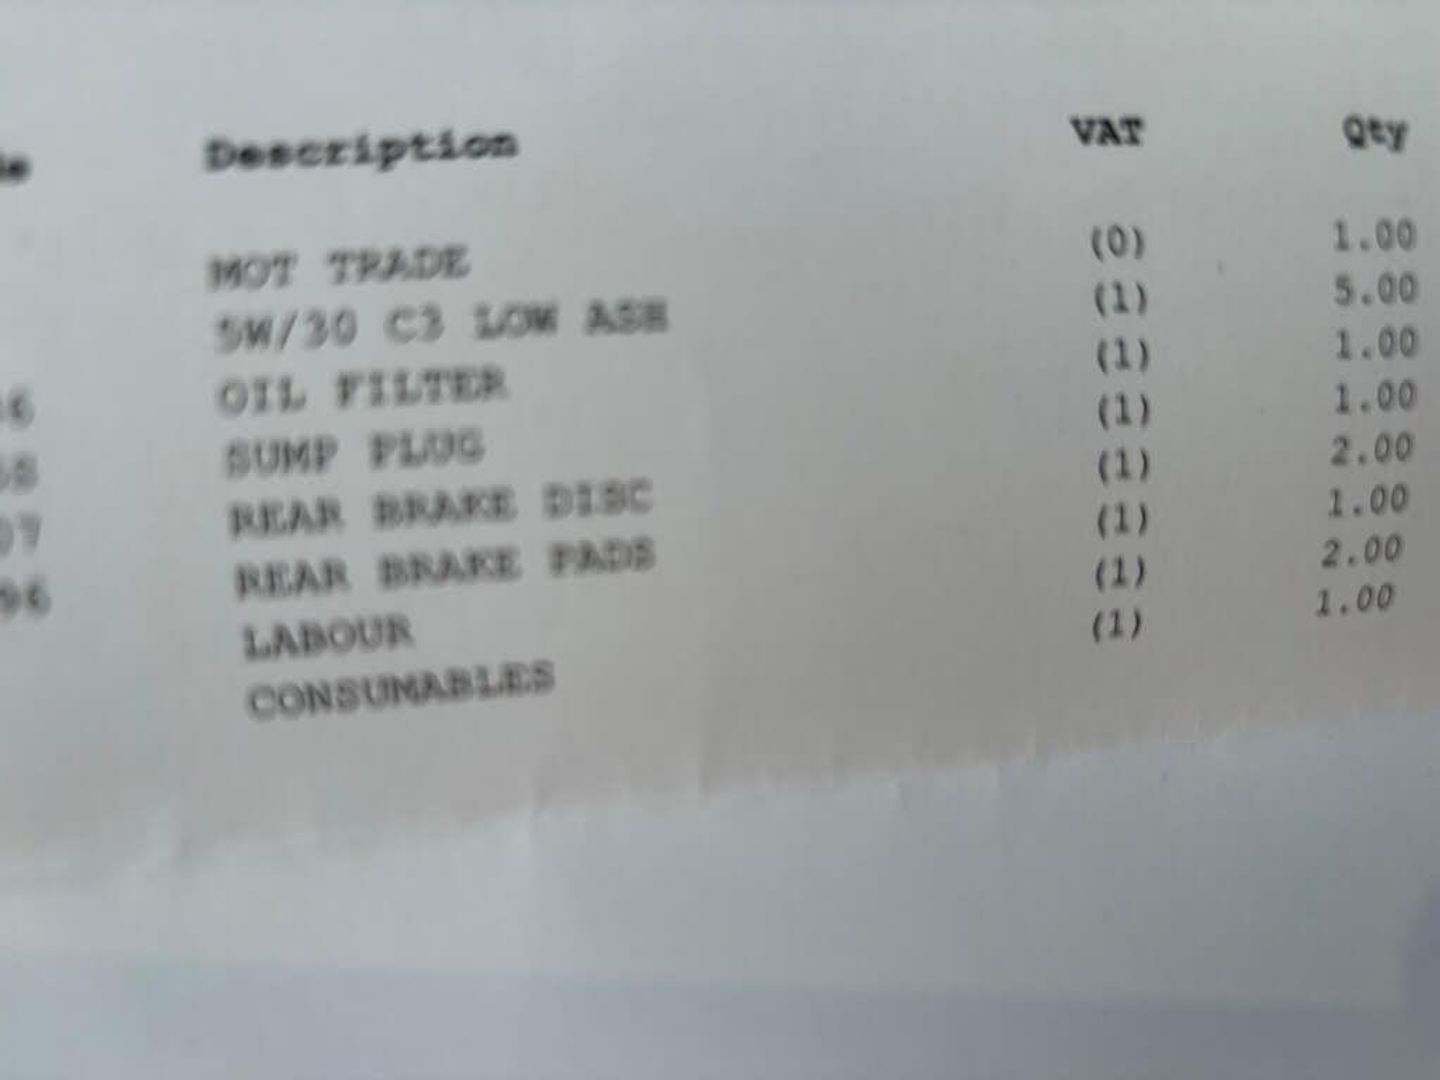 Description VAT Qty
MOT TRADE (0) 1.00
5W/30 C3 LOW ASH (1) 5.00
OIL FILTER (1) 1.00
SUMP PLUG (1) 1.00
07 REAR BRAKE DISC (1) 2.00
96 REAR BRAKE PADS (1) 1.00
LABOUR (1) 2.00
CONSUMABLES (1) 1.00